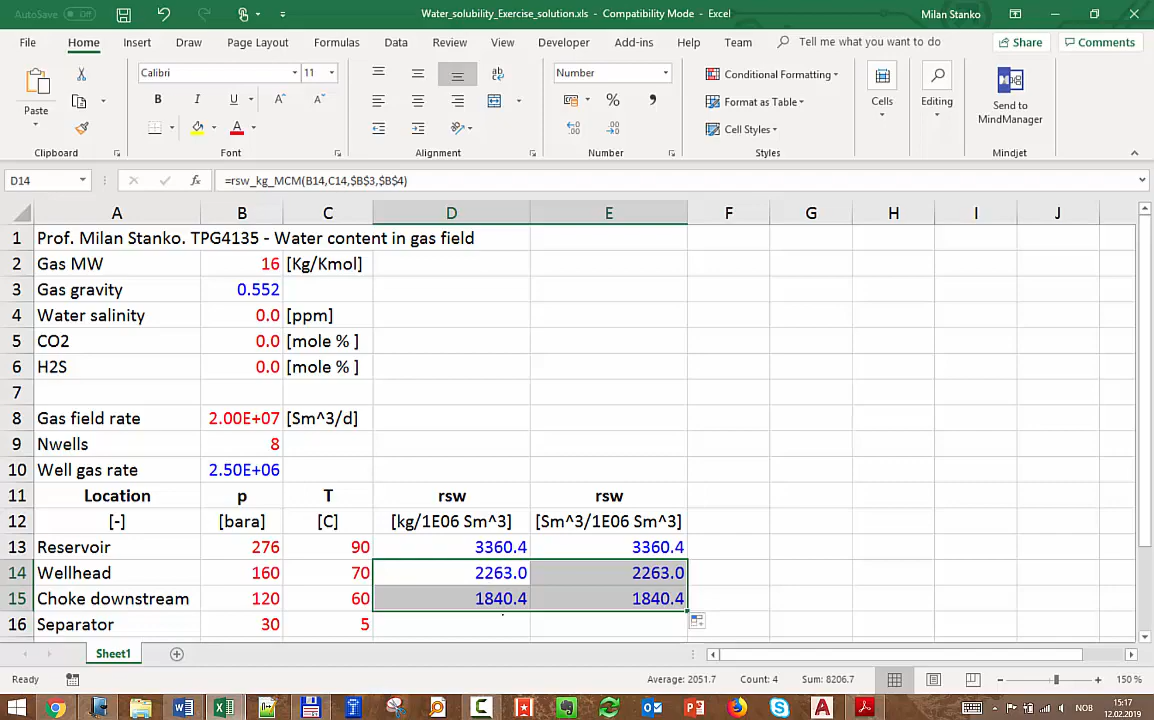 AutoSave Off Water_solubility_Exercise_solution.xls - Compatibility Mode - Excel Milan Stanko
File Home Insert Draw Page Layout Formulas Data Review View Developer Add-ins Help Team Tell me what you want to do Share Comments
Calibri 11 Number Conditional Formatting
Paste B I U A A Format as Table Cells Editing Send to MindManager
Cell Styles
Clipboard Font Alignment Number Styles Mindjet
D14 fx =rsw_kg_MCM(B14,C14,$B$3,$B$4)
A B C D E F G H I J
1 Prof. Milan Stanko. TPG4135 - Water content in gas field
2 Gas MW 16 [Kg/Kmol]
3 Gas gravity 0.552
4 Water salinity 0.0 [ppm]
5 CO2 0.0 [mole % ]
6 H2S 0.0 [mole % ]
7
8 Gas field rate 2.00E+07 [Sm^3/d]
9 Nwells 8
10 Well gas rate 2.50E+06
11 Location p T rsw rsw
12 [-] [bara] [C] [kg/1E06 Sm^3] [Sm^3/1E06 Sm^3]
13 Reservoir 276 90 3360.4 3360.4
14 Wellhead 160 70 2263.0 2263.0
15 Choke downstream 120 60 1840.4 1840.4
16 Separator 30 5
Sheet1
Ready Average: 2051.7 Count: 4 Sum: 8206.7 150 %
NOB 15:17
12.02.2019